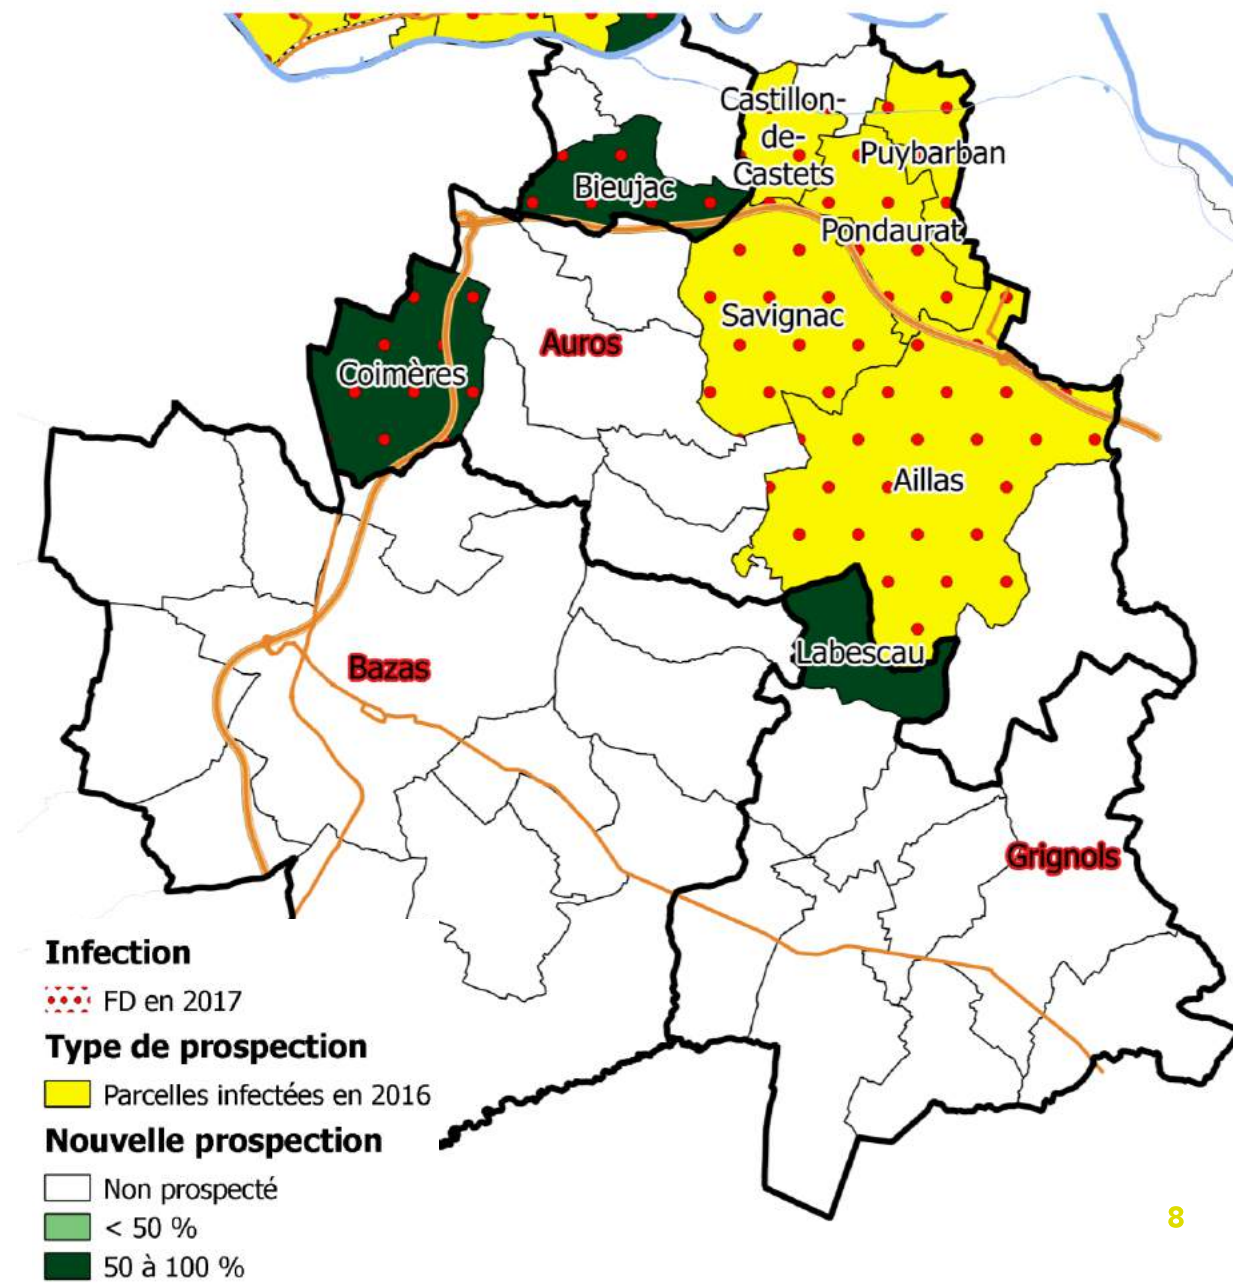 Castillon-
de-
Castets
Puybarban
Bieujac
Pondaurat
Savignac
Auros
Coimères
Aillas
Labescau
Bazas
Grignols
Infection
FD en 2017
Type de prospection
Parcelles infectées en 2016
Nouvelle prospection
Non prospecté
< 50 %
50 à 100 %
8